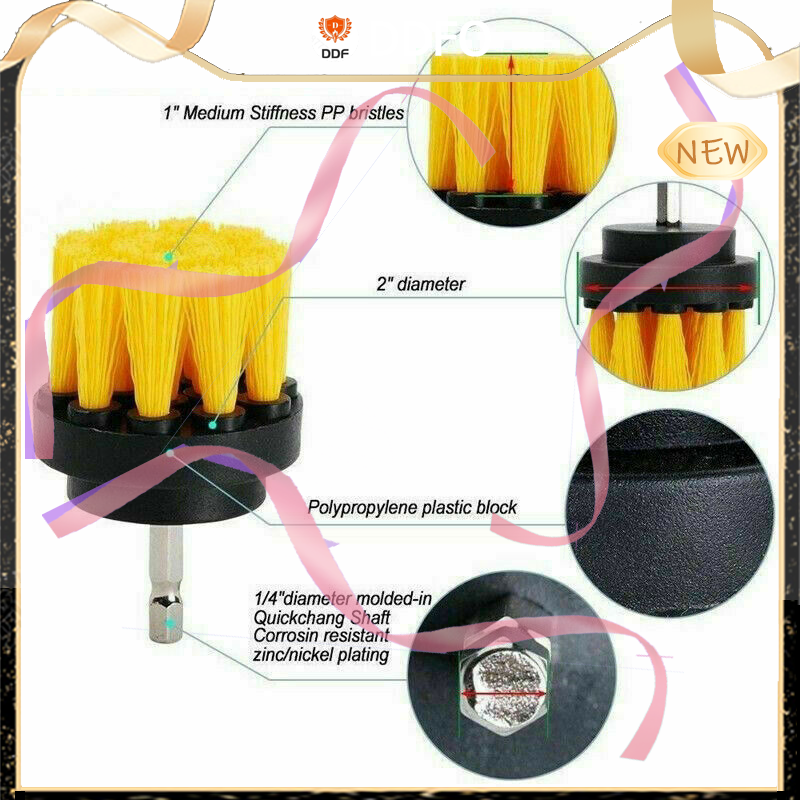 DDF
1" Medium Stiffness PP bristles
NEW
2" diameter
Polypropylene plastic block
1/4"diameter molded-in
Quickchang Shaft
Corrosin resistant
zinc/nickel plating